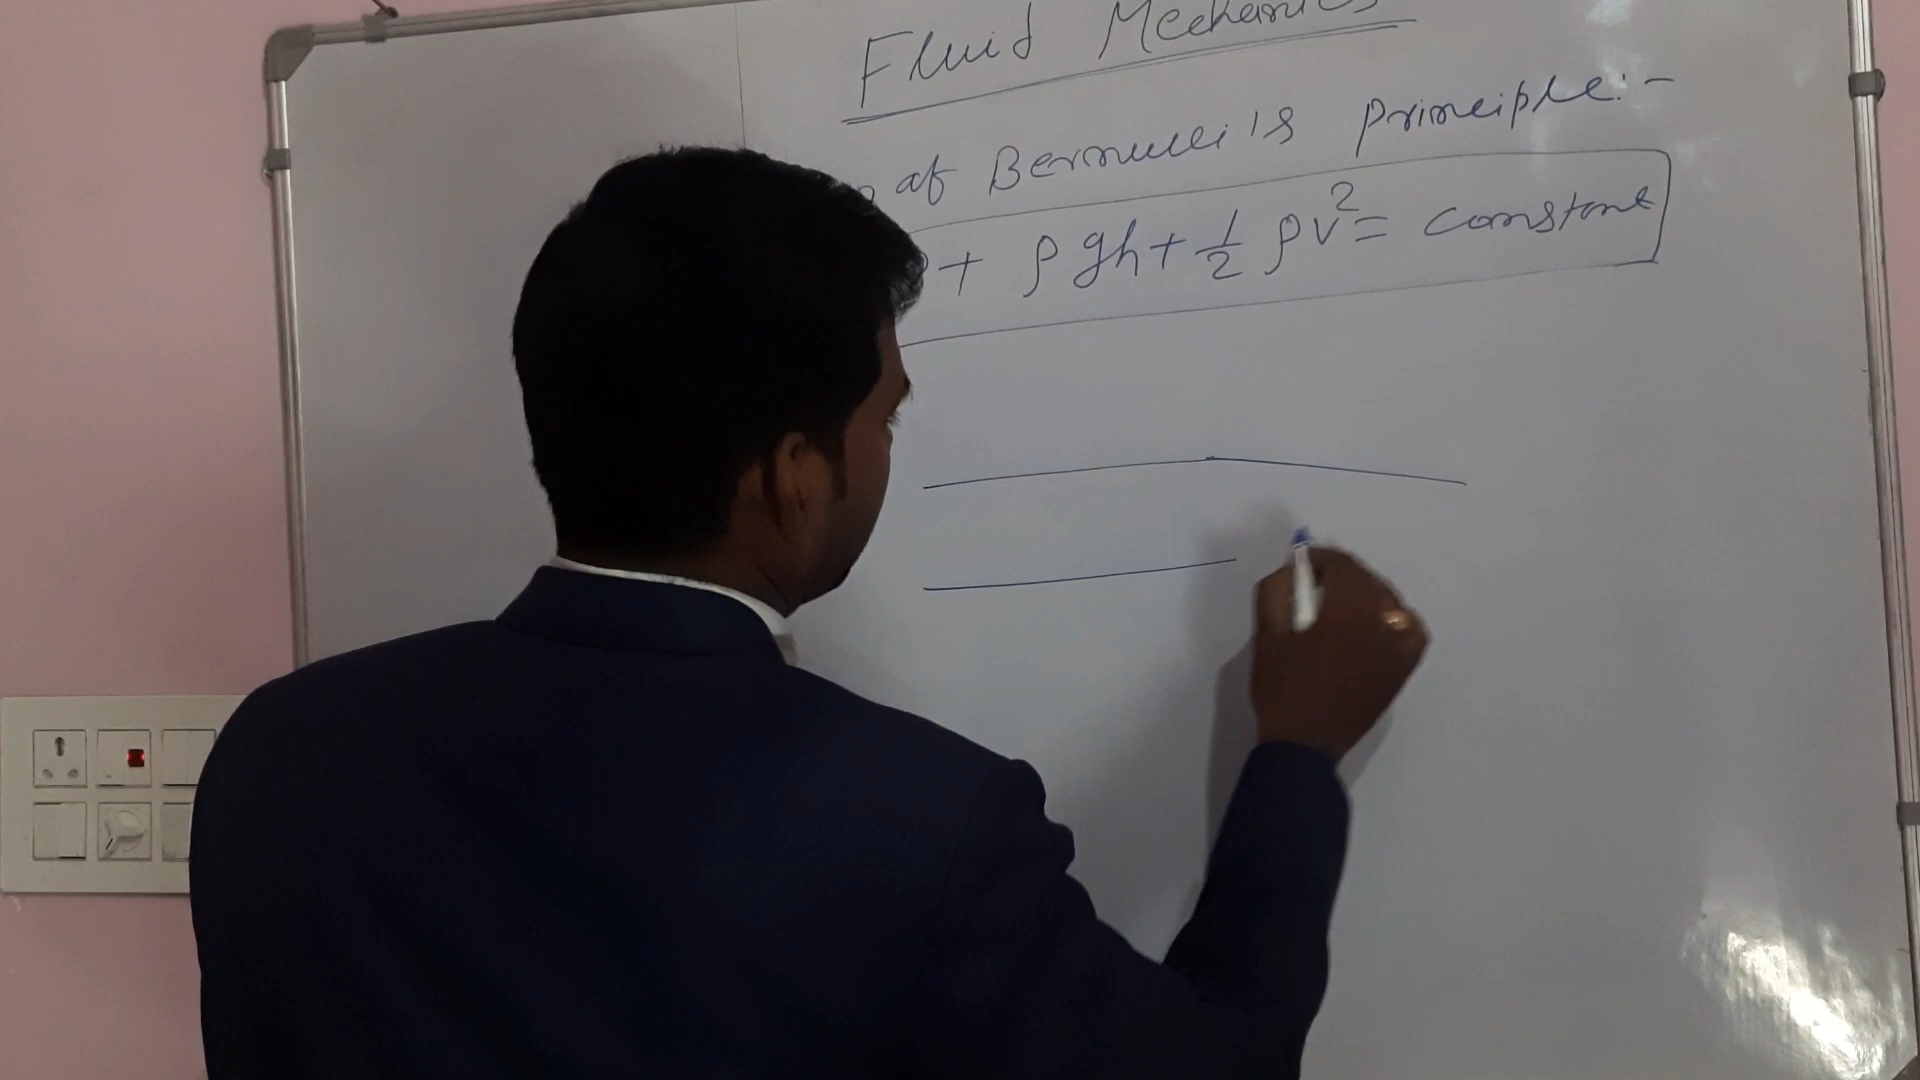 Fluid Mechanics
of Bernulli's Principle:-
+ ρgh + 1/2 ρv² = constant